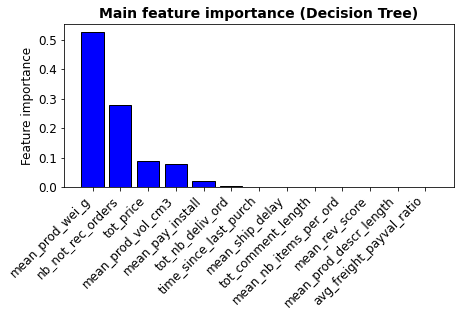 Main feature importance (Decision Tree)
Feature importance
0.5
0.4
0.3
0.2
0.1
0.0
mean_prod_wei_g
nb_not_rec_orders
tot_price
mean_prod_vol_cm3
mean_pay_install
tot_nb_deliv_ord
time_since_last_purch
mean_ship_delay
tot_comment_length
mean_nb_items_per_ord
mean_rev_score
mean_prod_descr_length
avg_freight_payval_ratio